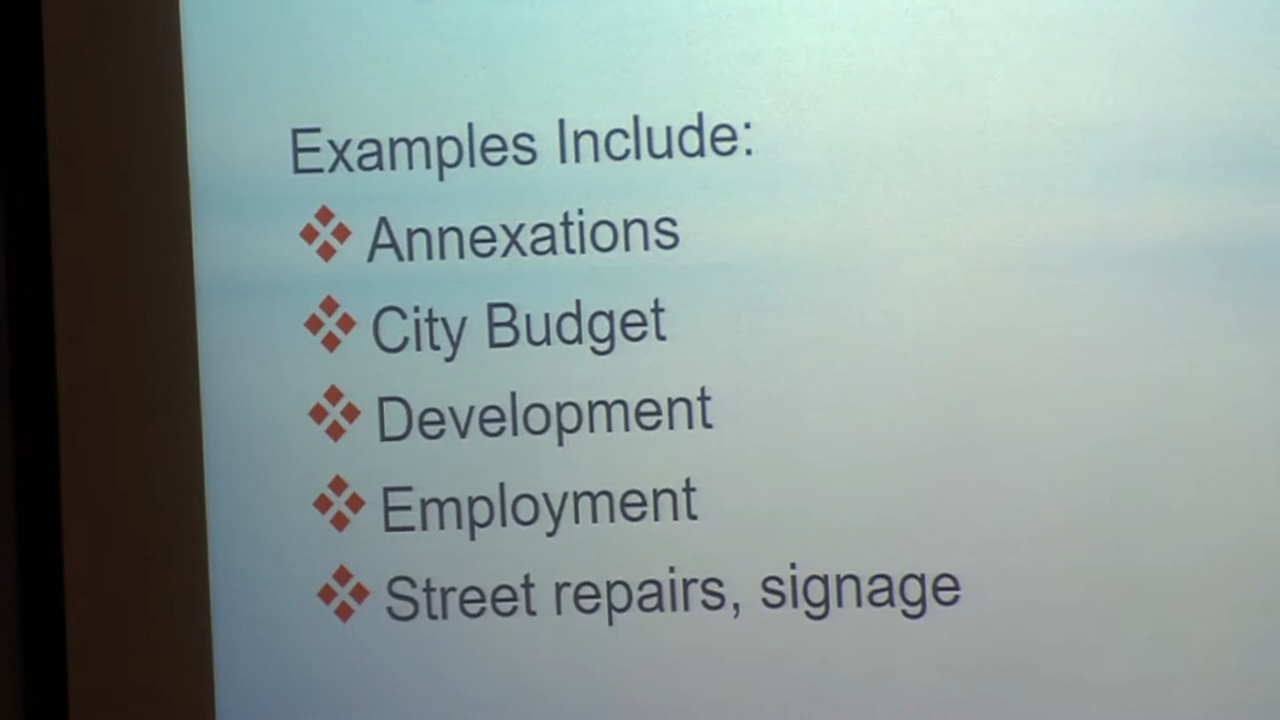 Examples Include:
❖ Annexations
❖ City Budget
❖ Development
❖ Employment
❖ Street repairs, signage